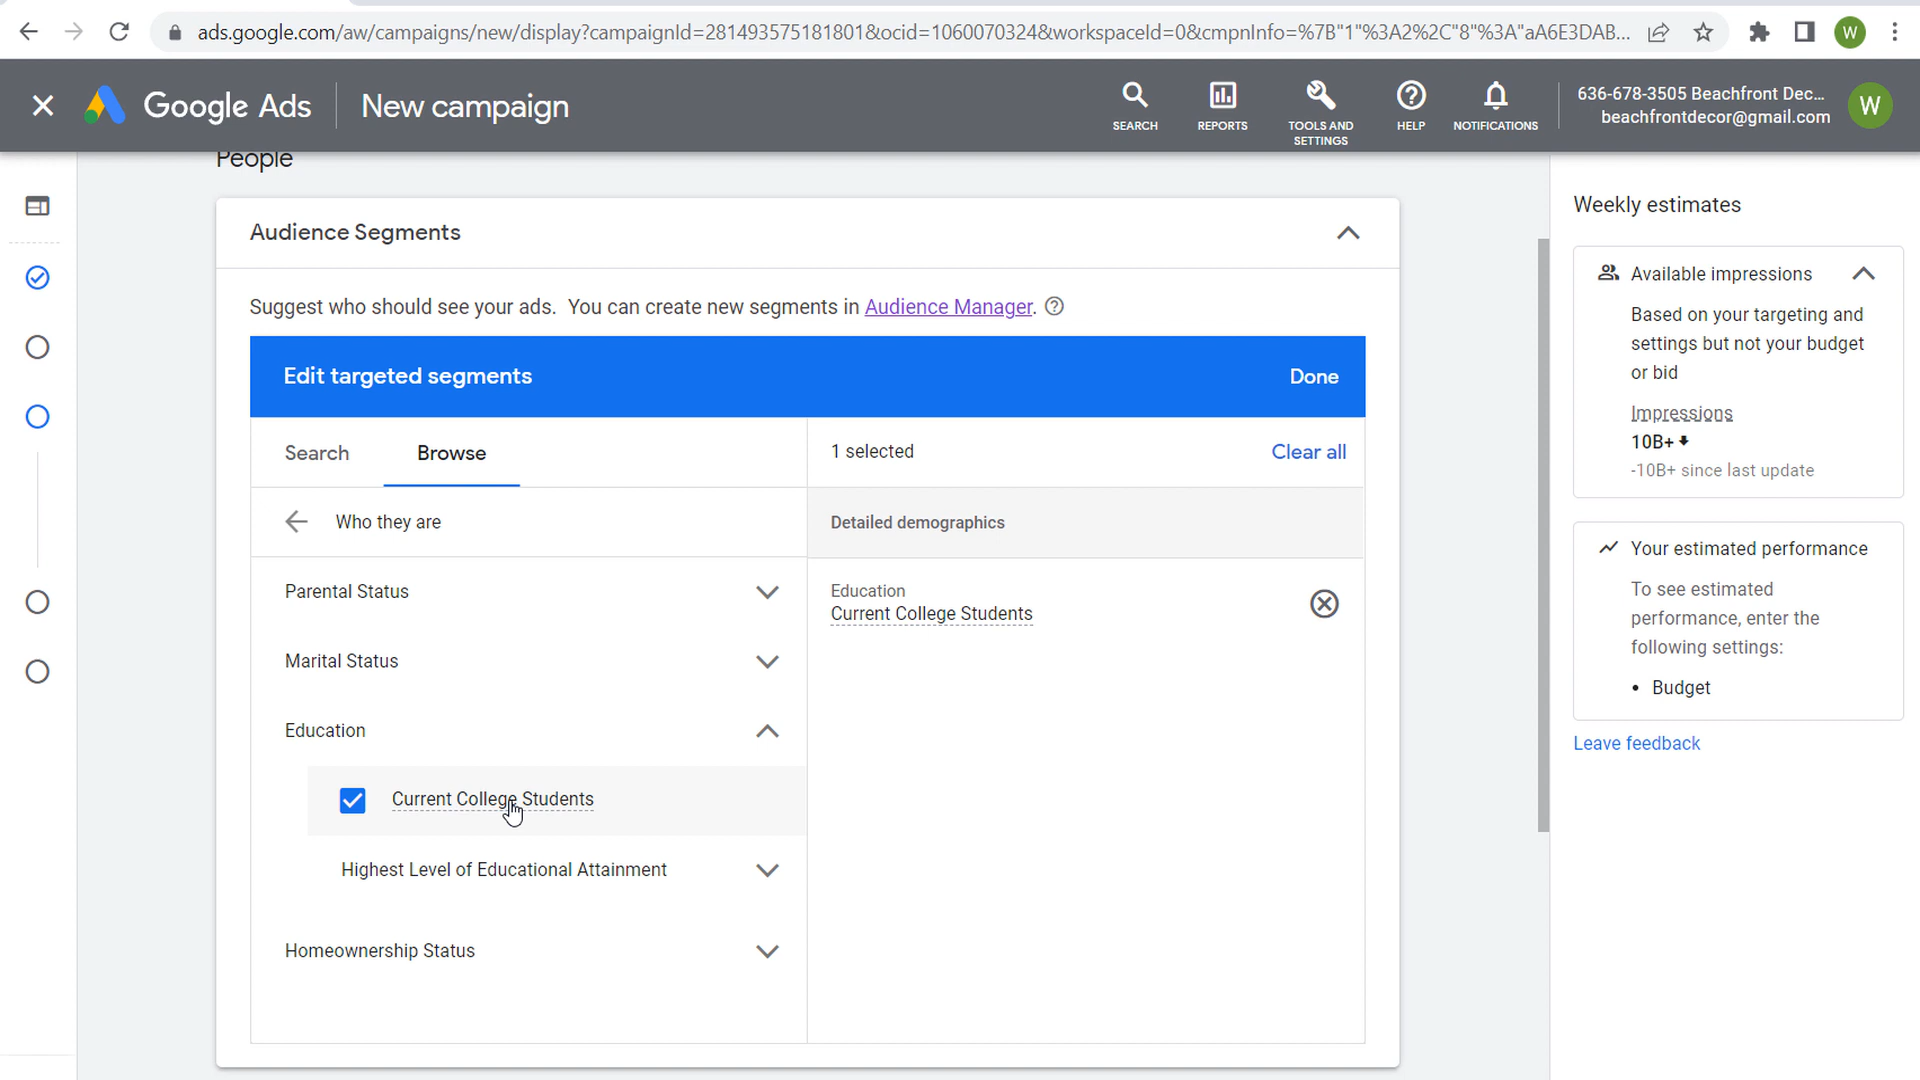 ads.google.com/aw/campaigns/new/display?campaignId=281493575181801&ocid=1060070324&workspaceId=0&cmpnInfo=%7B"1"%3A2%2C"8"%3A"aA6E3DAB...
W
Google Ads
New campaign
SEARCH
REPORTS
TOOLS AND
SETTINGS
HELP
NOTIFICATIONS
636-678-3505 Beachfront Dec...
beachfrontdecor@gmail.com
W
People
Audience Segments
Suggest who should see your ads. You can create new segments in Audience Manager.
Edit targeted segments
Done
Search
Browse
1 selected
Clear all
Who they are
Detailed demographics
Parental Status
Education
Current College Students
Marital Status
Education
Current College Students
Highest Level of Educational Attainment
Homeownership Status
Weekly estimates
Available impressions
Based on your targeting and
settings but not your budget
or bid
Impressions
10B+
-10B+ since last update
Your estimated performance
To see estimated
performance, enter the
following settings:
• Budget
Leave feedback